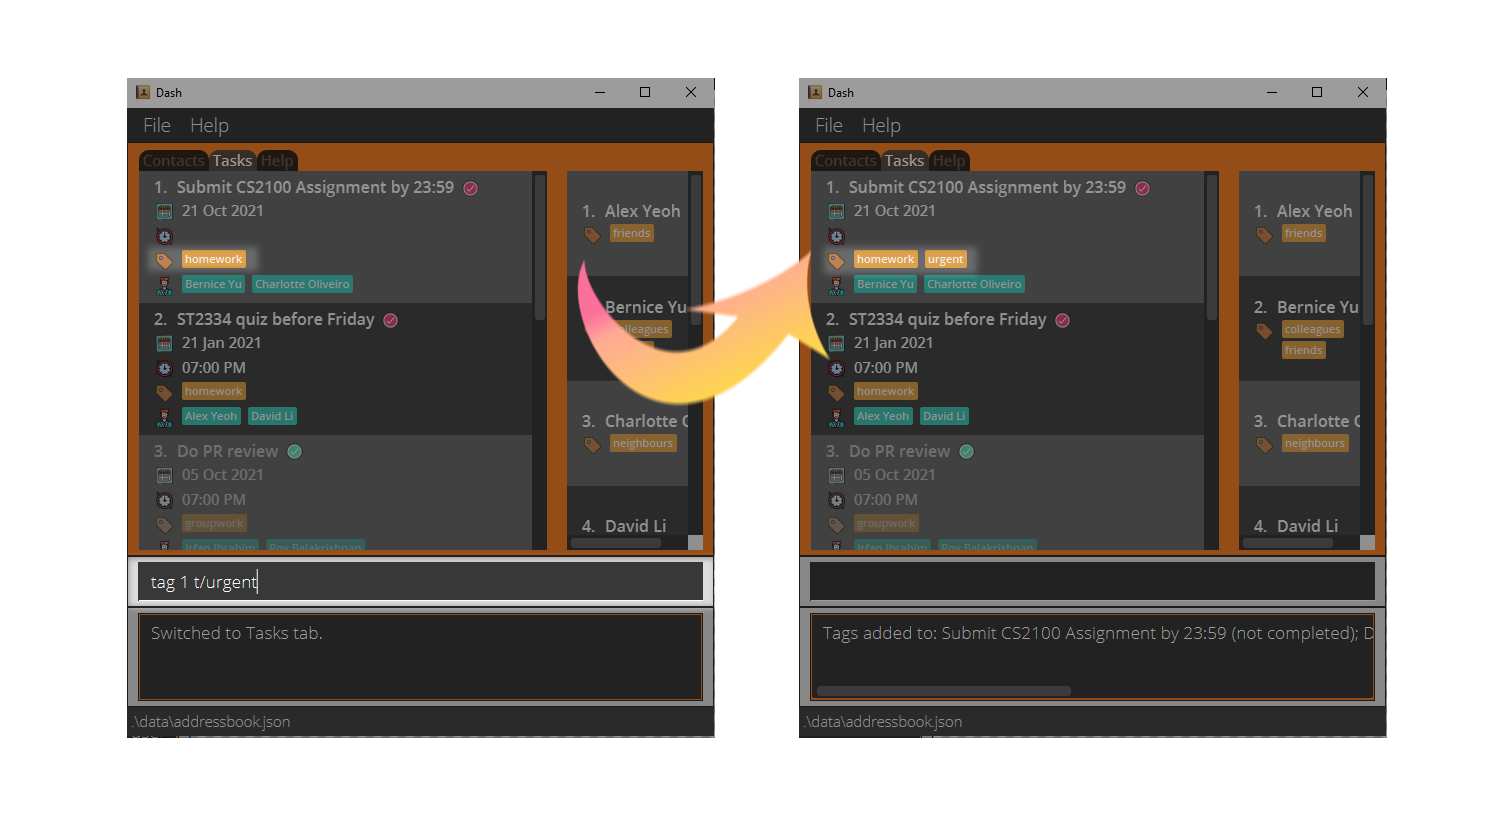 Dash
File Help
Contacts Tasks Help
1. Submit CS2100 Assignment by 23:59
21 Oct 2021
homework
Bernice Yu Charlotte Oliveiro
2. ST2334 quiz before Friday
21 Jan 2021
07:00 PM
homework
Alex Yeoh David Li
3. Do PR review
05 Oct 2021
07:00 PM
groupwork
Irfan Ibrahim Roy Balakrishnan
1. Alex Yeoh
friends
Bernice Yu
colleagues
3. Charlotte O
neighbours
4. David Li
tag 1 t/urgent
Switched to Tasks tab.
.\data\addressbook.json
Dash
File Help
Contacts Tasks Help
1. Submit CS2100 Assignment by 23:59
21 Oct 2021
homework urgent
Bernice Yu Charlotte Oliveiro
2. ST2334 quiz before Friday
21 Jan 2021
07:00 PM
homework
Alex Yeoh David Li
3. Do PR review
05 Oct 2021
07:00 PM
groupwork
Irfan Ibrahim Roy Balakrishnan
1. Alex Yeoh
friends
2. Bernice Yu
colleagues
friends
3. Charlotte O
neighbours
4. David Li
Tags added to: Submit CS2100 Assignment by 23:59 (not completed); D
.\data\addressbook.json